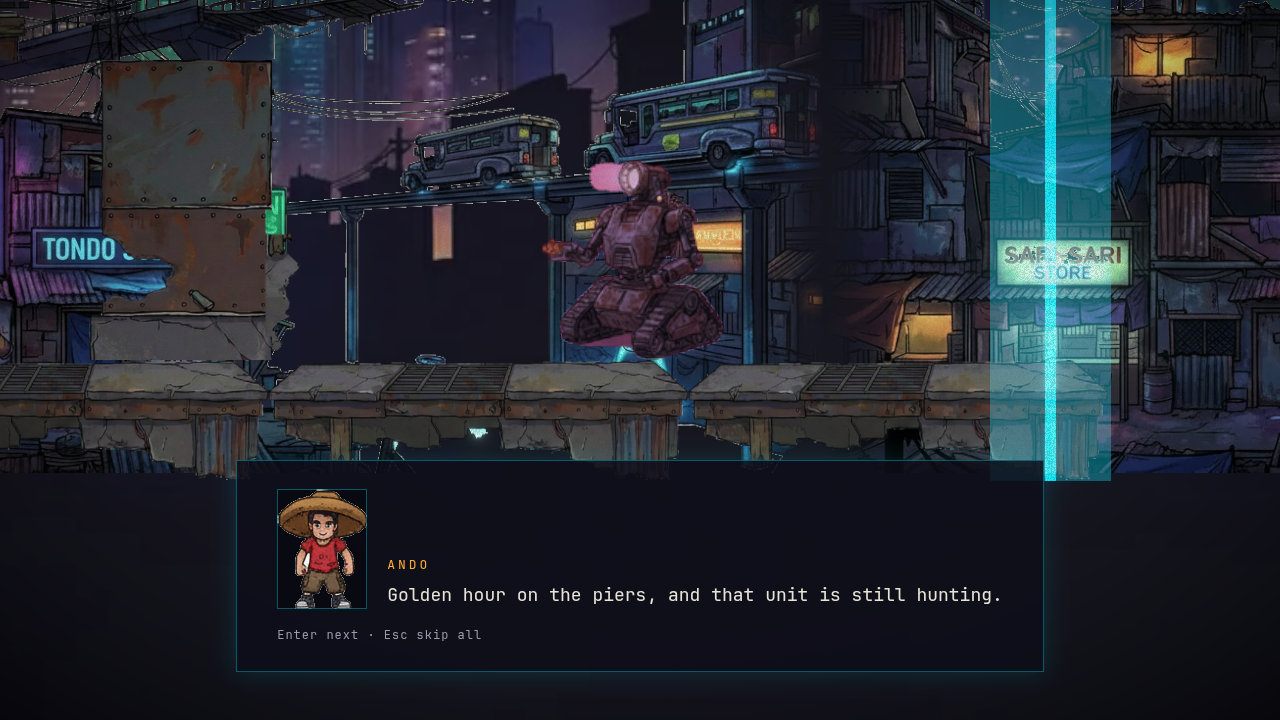 TONDO
SARI-SARI
STORE
ANDO
Golden hour on the piers, and that unit is still hunting.
Enter next · Esc skip all